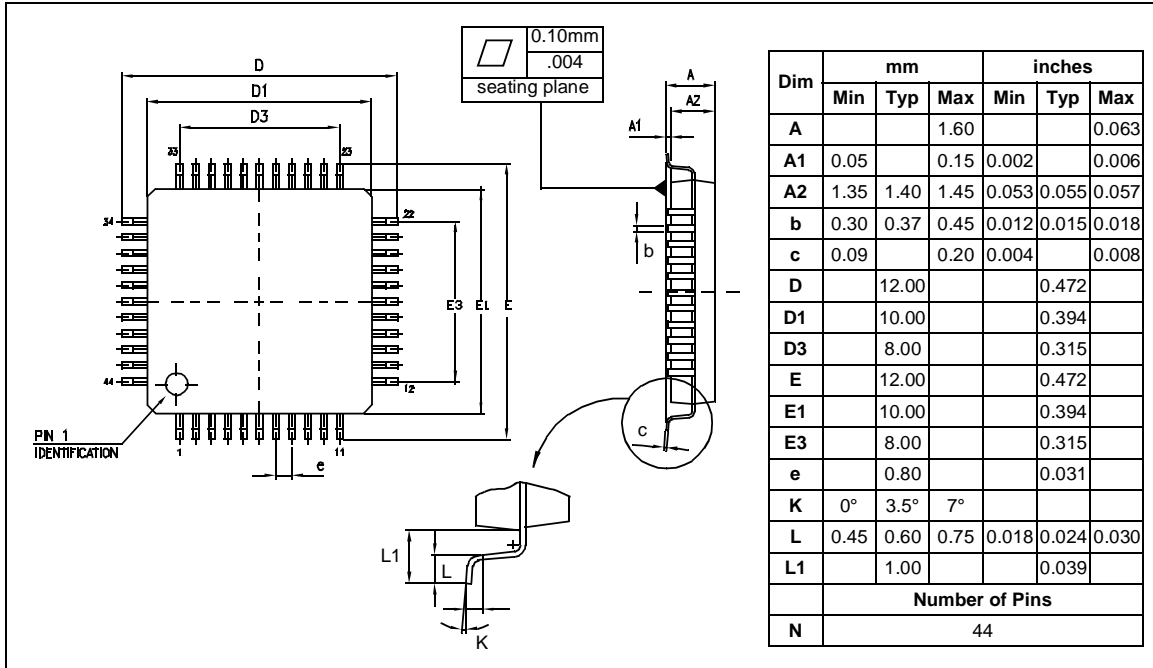 0.10mm
.004
seating plane
D
D1
D3
33
23
34
22
44
12
E3
E1
E
PIN 1
IDENTIFICATION
1
11
e
A
A2
A1
b
c
L1
L
K
Dim mm inches
Min Typ Max Min Typ Max
A 1.60 0.063
A1 0.05 0.15 0.002 0.006
A2 1.35 1.40 1.45 0.053 0.055 0.057
b 0.30 0.37 0.45 0.012 0.015 0.018
c 0.09 0.20 0.004 0.008
D 12.00 0.472
D1 10.00 0.394
D3 8.00 0.315
E 12.00 0.472
E1 10.00 0.394
E3 8.00 0.315
e 0.80 0.031
K 0° 3.5° 7°
L 0.45 0.60 0.75 0.018 0.024 0.030
L1 1.00 0.039
Number of Pins
N 44